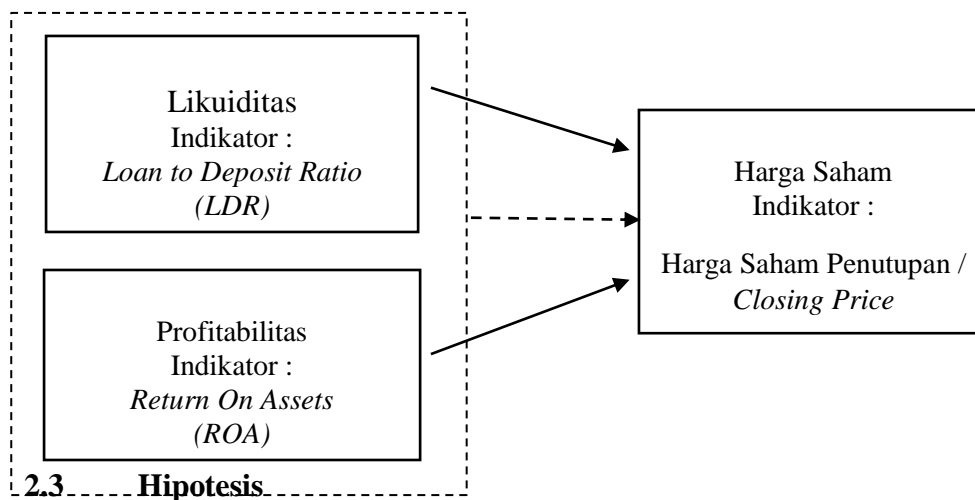 Likuiditas
Indikator :
Loan to Deposit Ratio
(LDR)
Harga Saham
Indikator :
Harga Saham Penutupan /
Closing Price
Profitabilitas
Indikator :
Return On Assets
(ROA)
2.3 Hipotesis